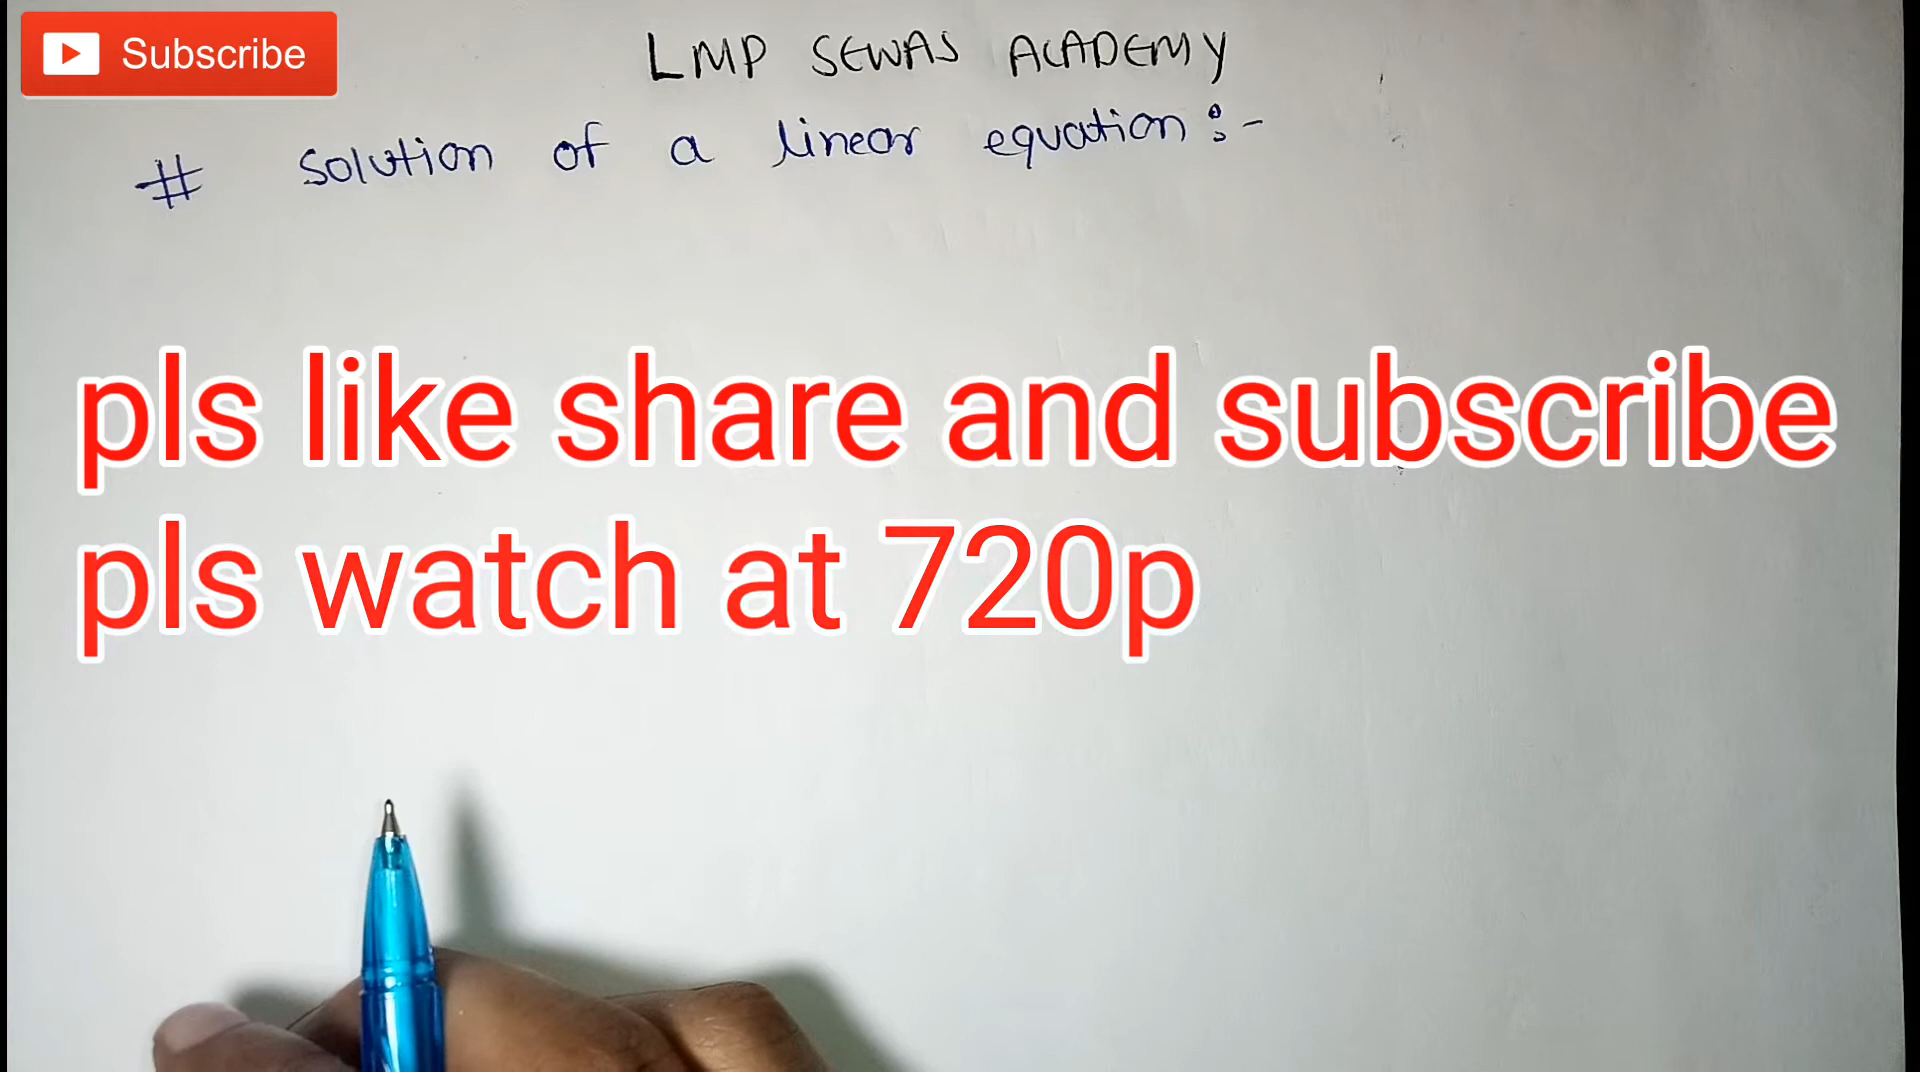 Subscribe
LMP SEWAS ACADEMY
# Solution of a linear equation :-
pls like share and subscribe
pls watch at 720p